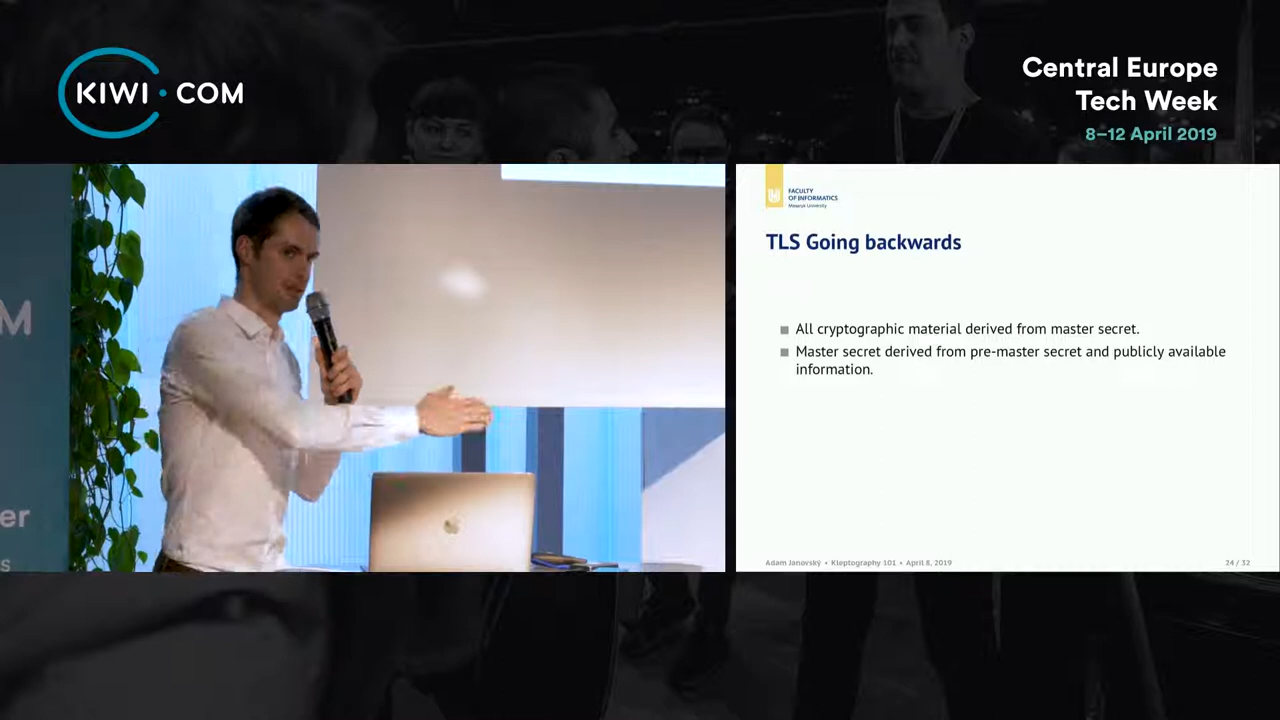 KIWI.COM
Central Europe
Tech Week
8–12 April 2019
M
er
s
FACULTY
OF INFORMATICS
Masaryk University
TLS Going backwards
All cryptographic material derived from master secret.
Master secret derived from pre-master secret and publicly available
information.
Adam Janovský • Kleptography 101 • April 8, 2019
24 / 32